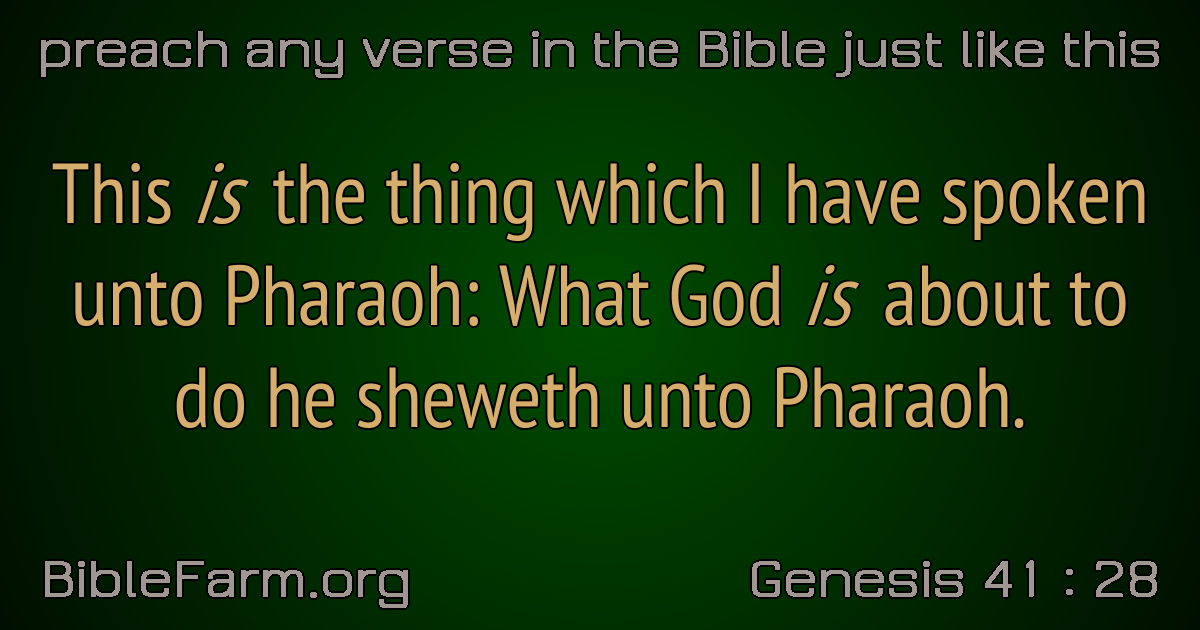 preach any verse in the Bible just like this
This is the thing which I have spoken
unto Pharaoh: What God is about to
do he sheweth unto Pharaoh.
BibleFarm.org
Genesis 41 : 28